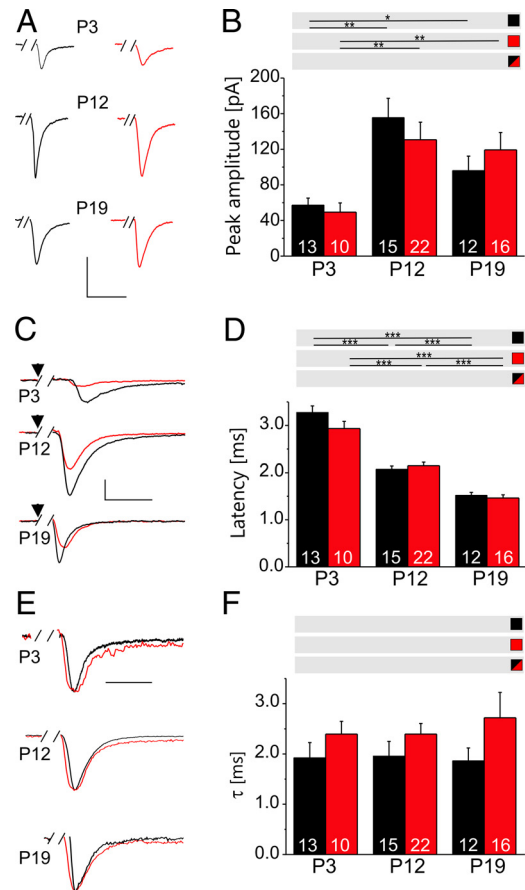 A
P3
P12
P19
B
*
**
**
**
Peak amplitude [pA]
200
160
120
80
40
0
13 10 15 22 12 16
P3 P12 P19
C
P3
P12
P19
D
***
*** ***
***
*** ***
Latency [ms]
3.0
2.0
1.0
0.0
13 10 15 22 12 16
P3 P12 P19
E
P3
P12
P19
F
τ [ms]
3.0
2.0
1.0
0.0
13 10 15 22 12 16
P3 P12 P19